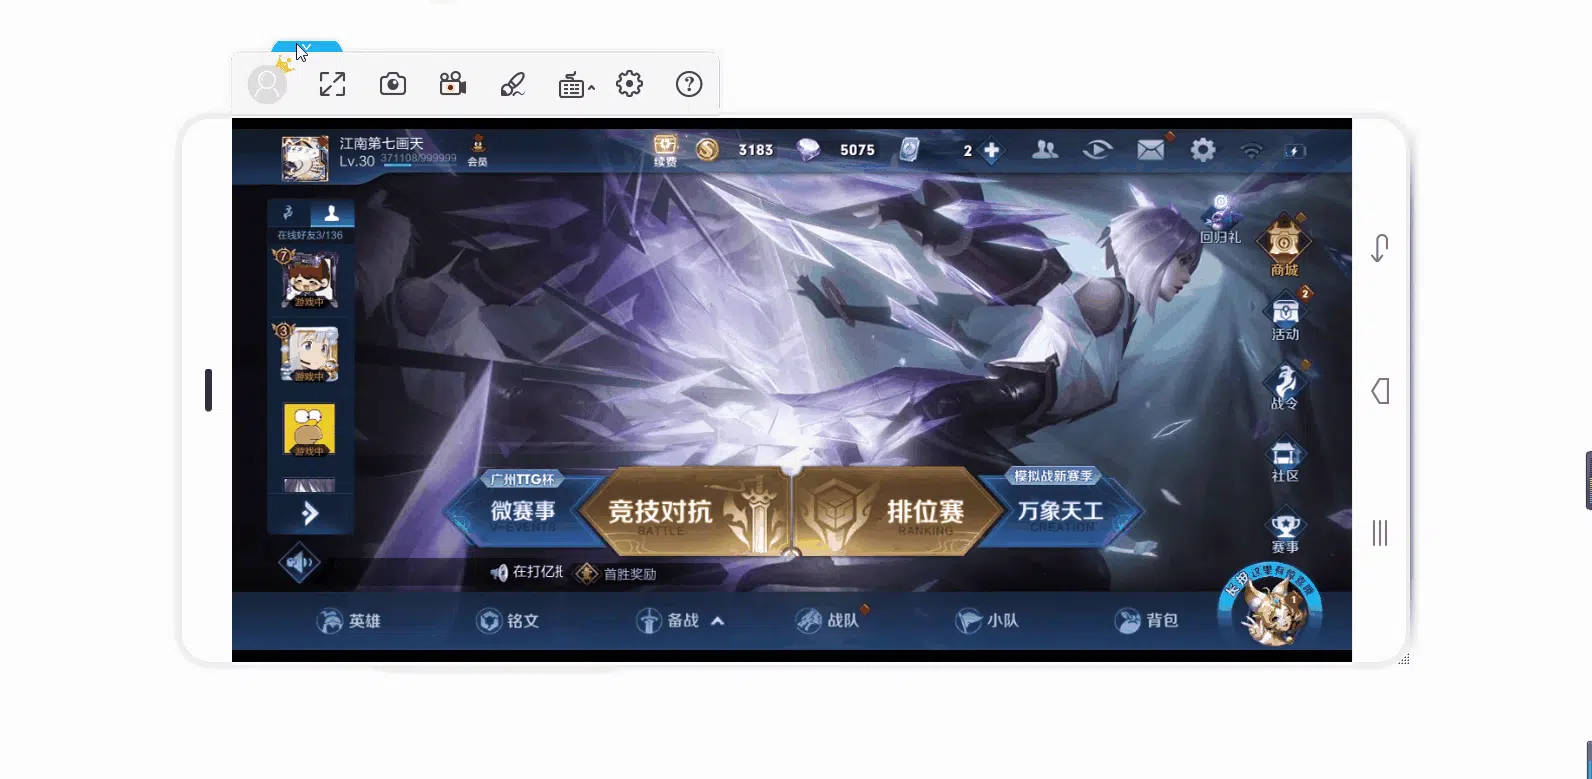 江南第七画天
Lv.30 371108/999999
会员
续费
3183
5075
2
在线好友3/136
7
游戏中
3
游戏中
游戏中
回归礼
商城
2
活动
战令
社区
赛事
广州TTG杯
微赛事
V-EVENTS
竞技对抗
BATTLE
排位赛
RANKING
模拟战新赛季
万象天工
CREATION
在打亿把
首胜奖励
英雄
铭文
备战
战队
小队
背包
1